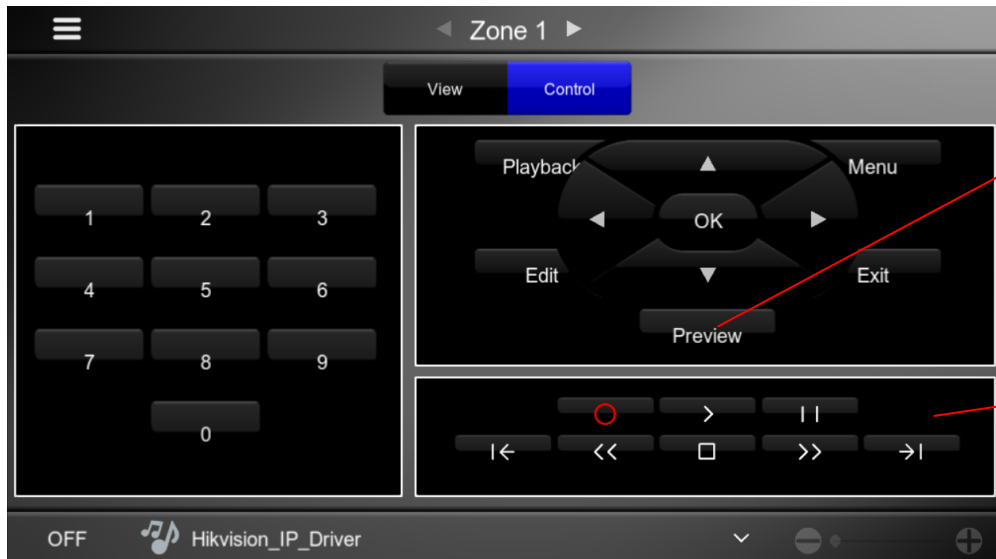 Zone 1
View Control
Playback Menu
1 2 3
OK
Edit Exit
4 5 6
Preview
7 8 9
0
OFF Hikvision_IP_Driver